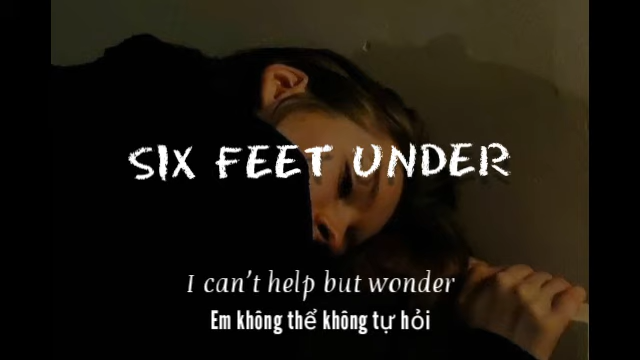 SIX FEET UNDER
I can't help but wonder
Em không thể không tự hỏi